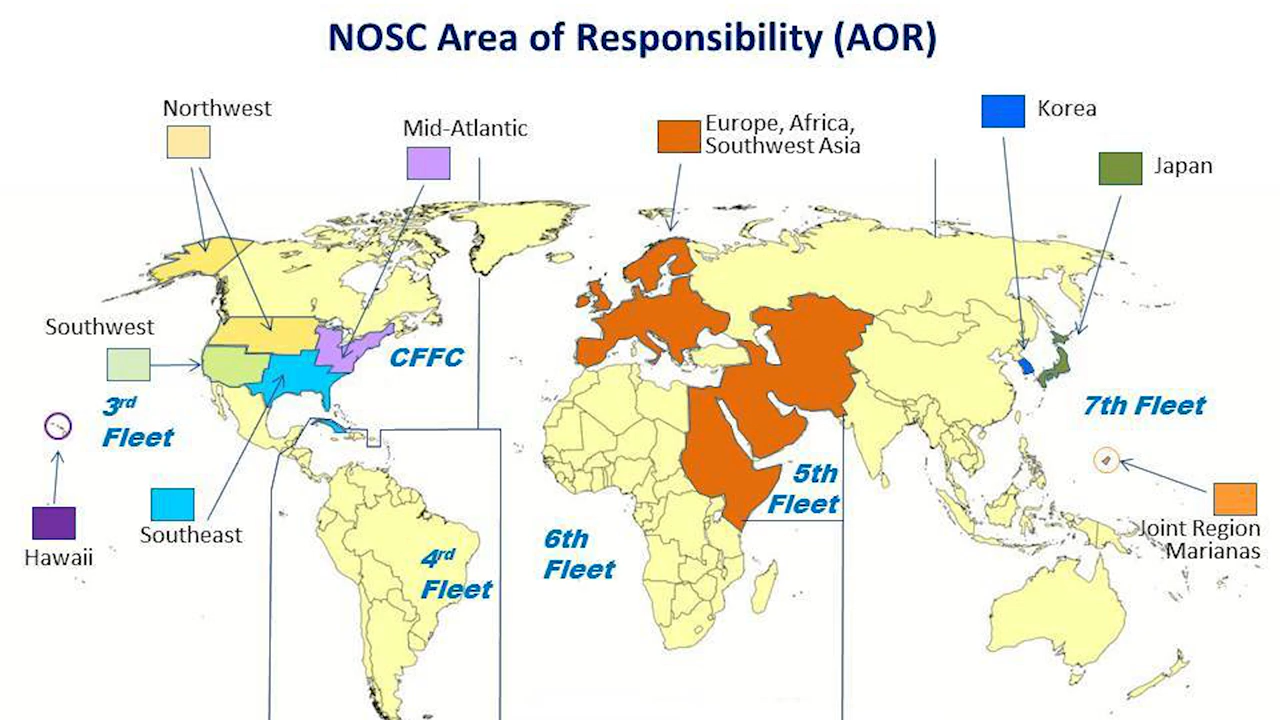 NOSC Area of Responsibility (AOR)
Northwest
Mid-Atlantic
Europe, Africa,
Southwest Asia
Korea
Japan
Southwest
CFFC
3rd
Fleet
7th Fleet
5th
Fleet
Hawaii
Southeast
4rd
Fleet
6th
Fleet
Joint Region
Marianas